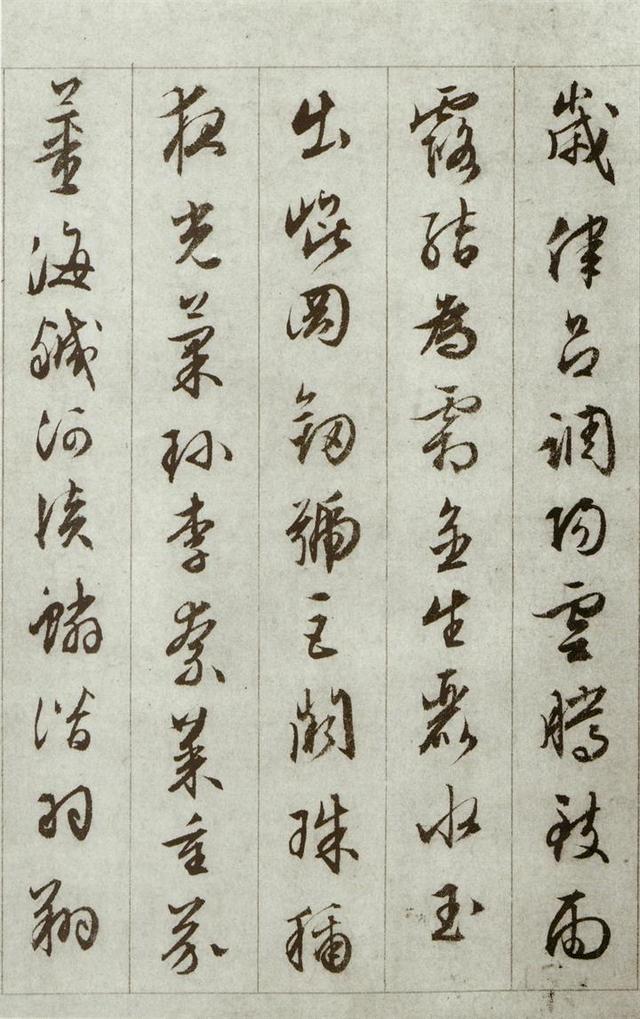 歲律呂調陽雲騰致雨
露結為霜金生麗水玉
出崐岡劍號巨闕珠稱
夜光菓珍李柰菜重芥
薑海鹹河淡鱗潛羽翔